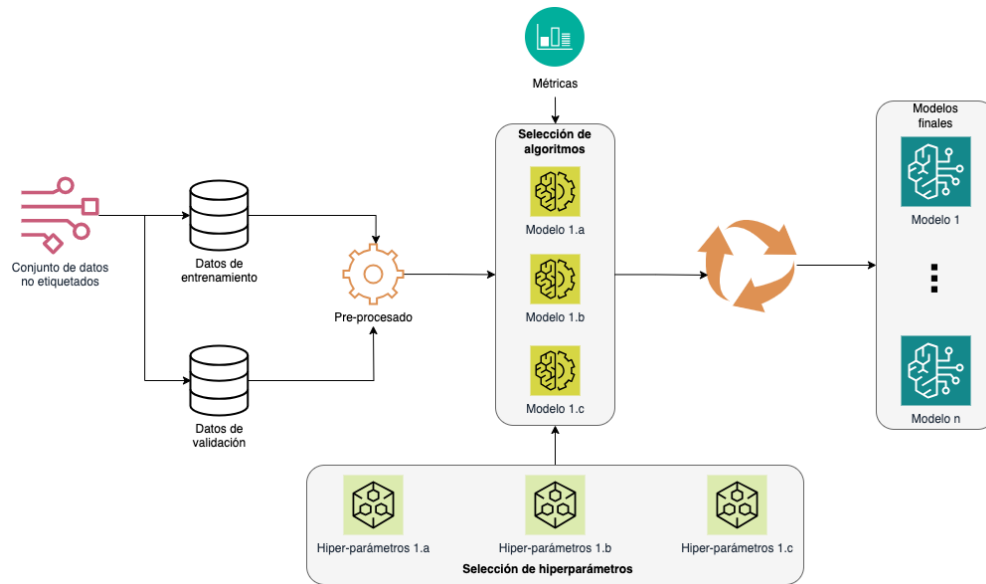 Métricas
Selección de
algoritmos
Modelo 1.a
Modelo 1.b
Modelo 1.c
Modelos
finales
Modelo 1
Modelo n
Conjunto de datos
no etiquetados
Datos de
entrenamiento
Pre-procesado
Datos de
validación
Hiper-parámetros 1.a
Hiper-parámetros 1.b
Hiper-parámetros 1.c
Selección de hiperparámetros